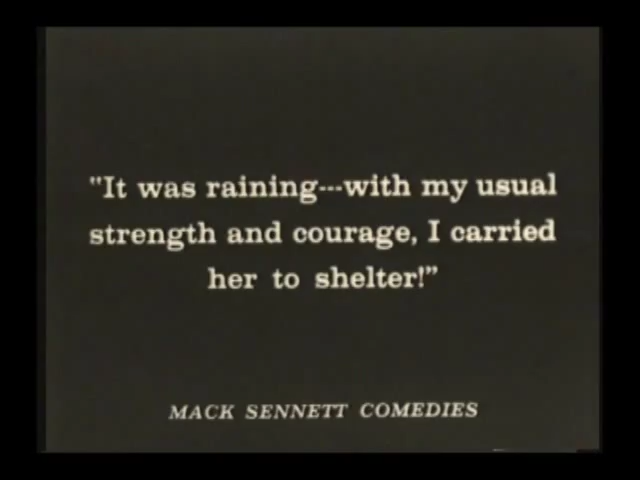 "It was raining---with my usual
strength and courage, I carried
her to shelter!”
MACK SENNETT COMEDIES